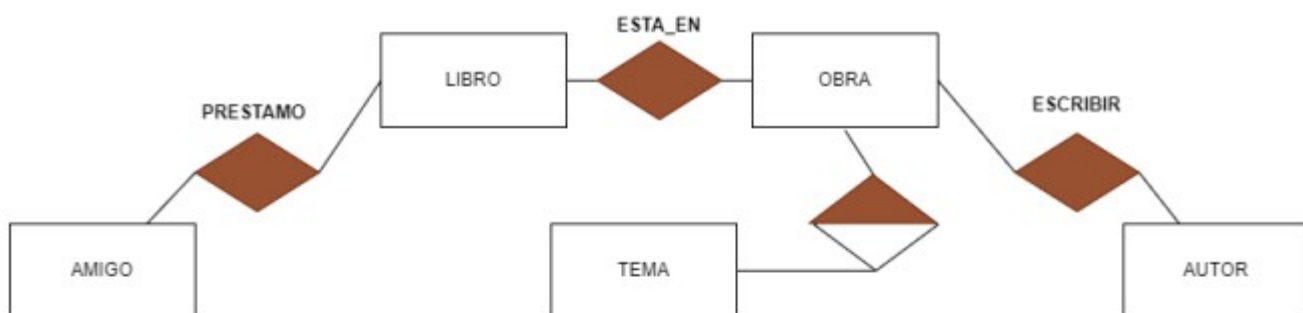 ESTA_EN
LIBRO
OBRA
PRESTAMO
ESCRIBIR
AMIGO
TEMA
AUTOR